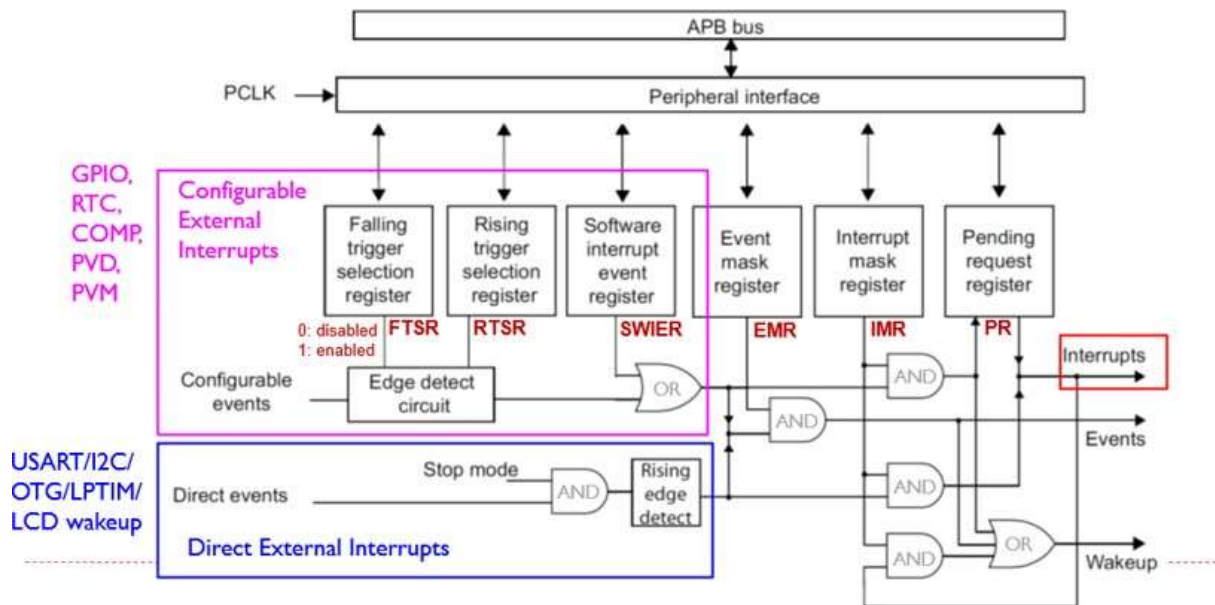 APB bus
PCLK
Peripheral interface
GPIO,
RTC,
COMP,
PVD,
PVM
Configurable
External
Interrupts
Falling
trigger
selection
register
Rising
trigger
selection
register
Software
interrupt
event
register
Event
mask
register
Interrupt
mask
register
Pending
request
register
0: disabled
1: enabled
FTSR
RTSR
SWIER
EMR
IMR
PR
Interrupts
Configurable
events
Edge detect
circuit
OR
AND
AND
Events
USART/I2C/
OTG/LPTIM/
LCD wakeup
Stop mode
Direct events
AND
Rising
edge
detect
AND
Direct External Interrupts
AND
OR
Wakeup